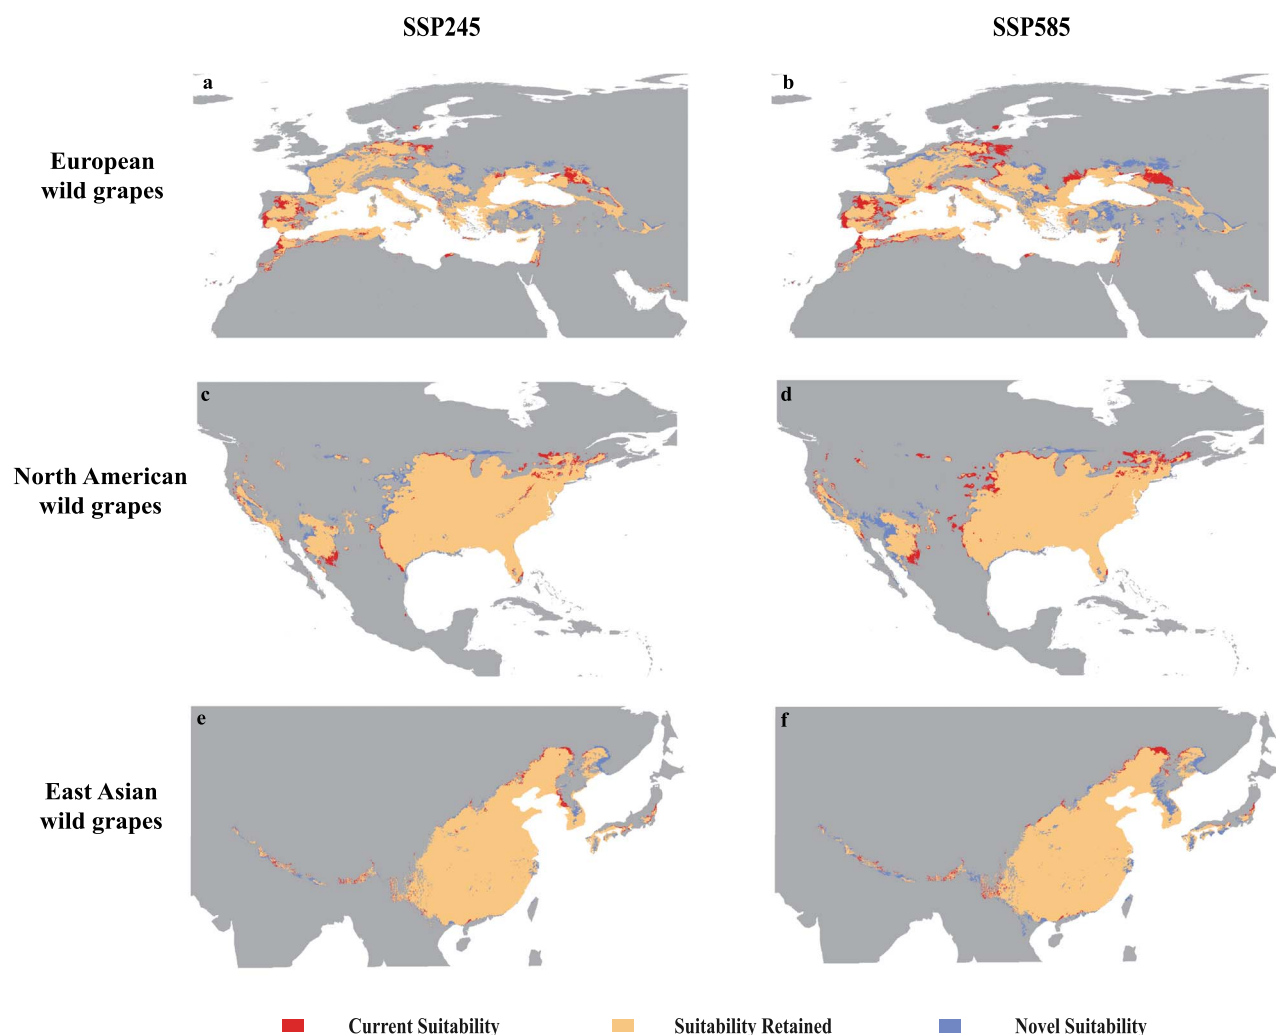 SSP245
SSP585
a
b
European
wild grapes
c
d
North American
wild grapes
e
f
East Asian
wild grapes
Current Suitability
Suitability Retained
Novel Suitability